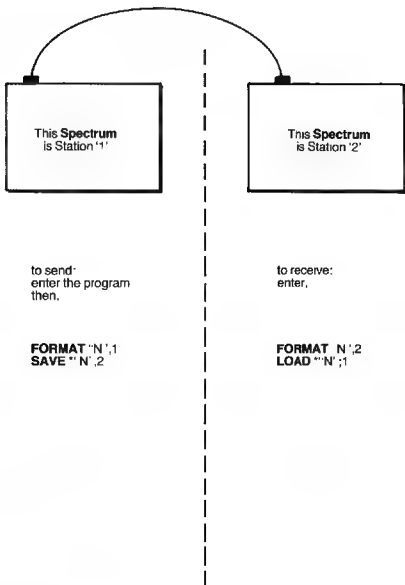 This Spectrum
is Station '1'
This Spectrum
is Station '2'
to send:
enter the program
then,
to receive:
enter,
FORMAT "N",1
SAVE *"N",2
FORMAT "N",2
LOAD *"N";1